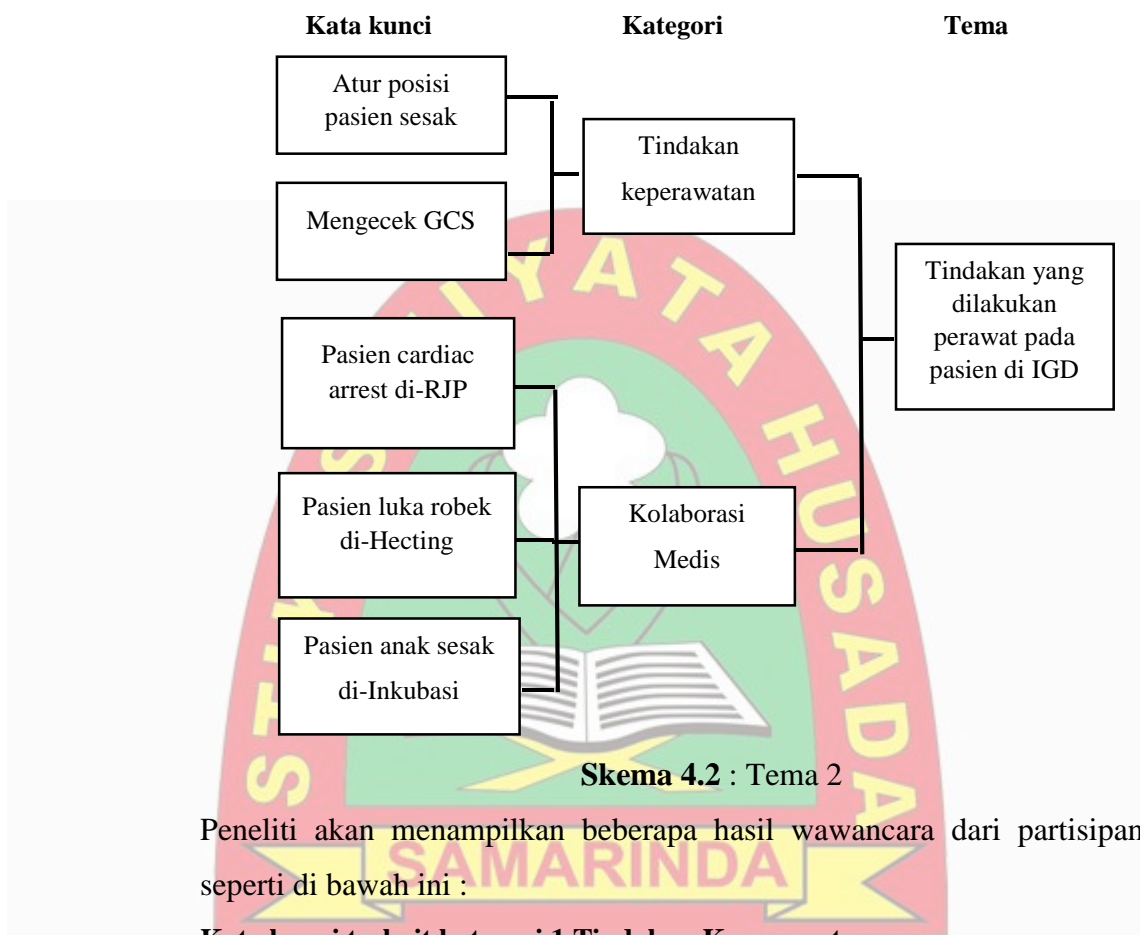 Kata kunci Kategori Tema
Atur posisi
pasien sesak
Mengecek GCS
Tindakan
keperawatan
Pasien cardiac
arrest di-RJP
Pasien luka robek
di-Hecting
Pasien anak sesak
di-Inkubasi
Kolaborasi
Medis
Tindakan yang
dilakukan
perawat pada
pasien di IGD
Skema 4.2 : Tema 2
Peneliti akan menampilkan beberapa hasil wawancara dari partisipan
seperti di bawah ini :
YATA HUSADA
SAMARINDA